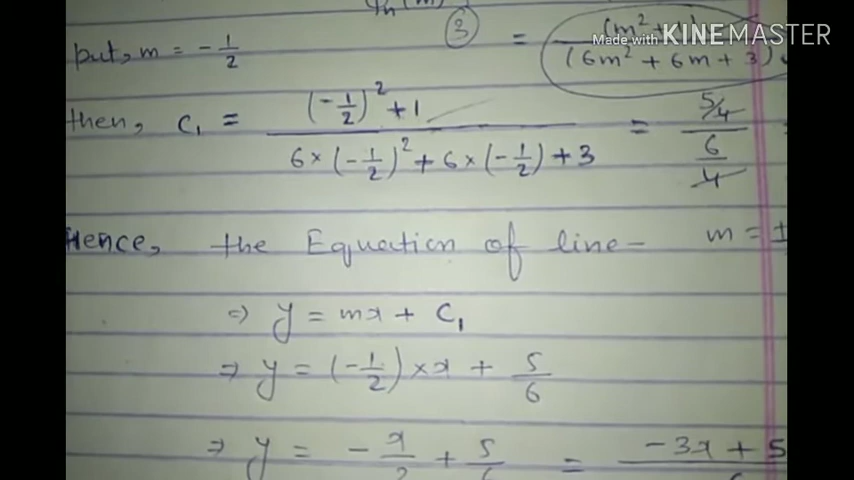 put, m = -1/2 ③ = (m² + 1) / (6m² + 6m + 3)
Made with KINEMASTER
then, C₁ = ((-1/2)² + 1) / (6 × (-1/2)² + 6 × (-1/2) + 3) = (5/4) / (6/4)
Hence, the Equation of line - m = ±
⇒ y = mx + C₁
⇒ y = (-1/2) × x + 5/6
⇒ y = - x/2 + 5/6 = -3x + 5